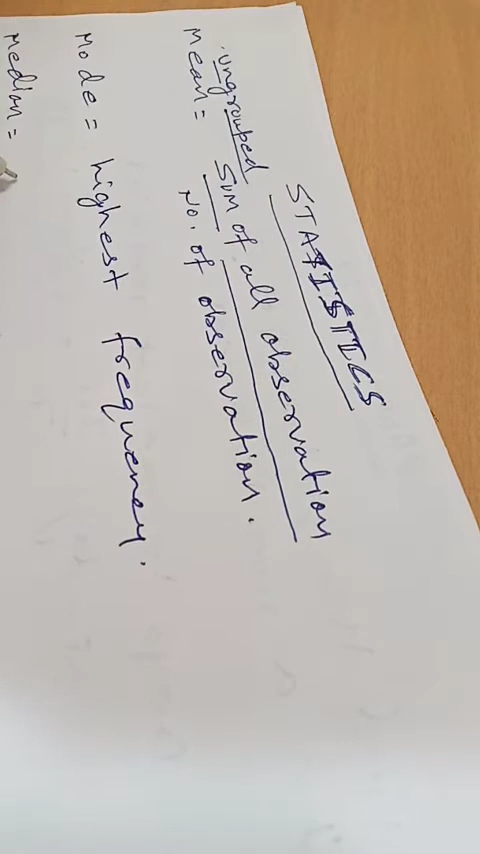 STATISTICS
ungrouped
Mean = Sum of all observation
No. of observation.
Mode = highest frequency.
Median =